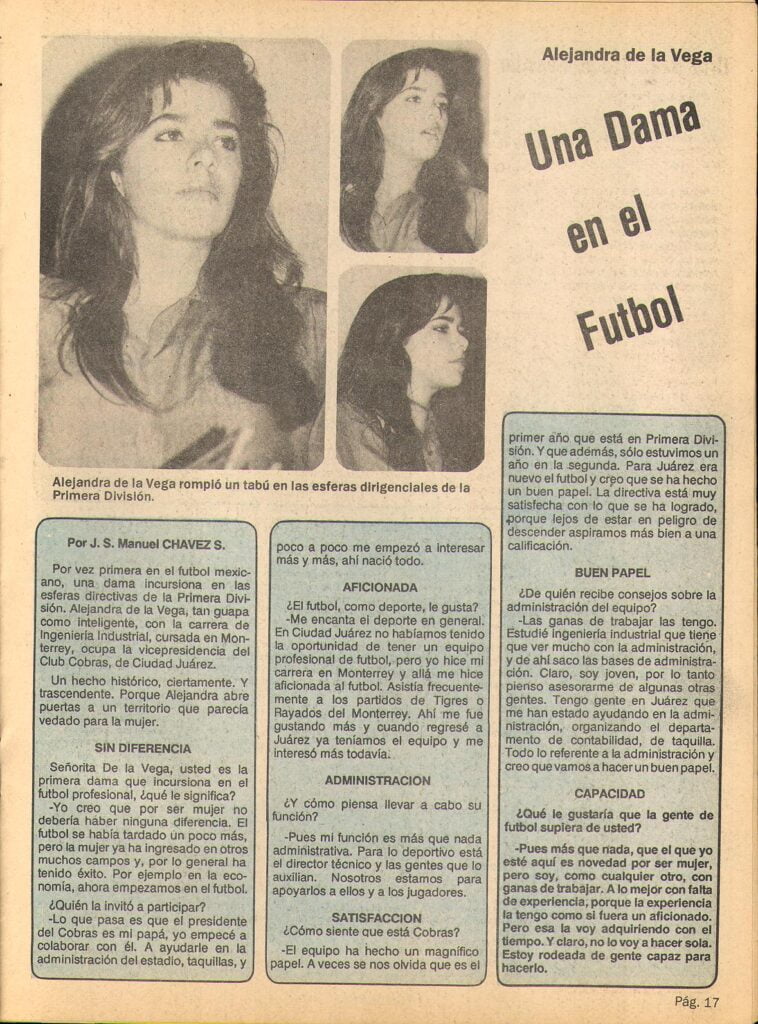 Alejandra de la Vega
Una Dama
en el
Futbol
Alejandra de la Vega rompió un tabú en las esferas dirigenciales de la
Primera División.
Por J. S. Manuel CHAVEZ S.
Por vez primera en el futbol mexic-
ano, una dama incursiona en las
esferas directivas de la Primera Divi-
sión. Alejandra de la Vega, tan guapa
como inteligente, con la carrera de
Ingeniería Industrial, cursada en Mon-
terrey, ocupa la vicepresidencia del
Club Cobras, de Ciudad Juárez.
Un hecho histórico, ciertamente. Y
trascendente. Porque Alejandra abre
puertas a un territorio que parecía
vedado para la mujer.
SIN DIFERENCIA
Señorita De la Vega, usted es la
primera dama que incursiona en el
futbol profesional, ¿qué le significa?
-Yo creo que por ser mujer no
debería haber ninguna diferencia. El
futbol se había tardado un poco más,
pero la mujer ya ha ingresado en otros
muchos campos y, por lo general ha
tenido éxito. Por ejemplo en la eco-
nomía, ahora empezamos en el futbol.
¿Quién la invitó a participar?
-Lo que pasa es que el presidente
del Cobras es mi papá, yo empecé a
colaborar con él. A ayudarle en la
administración del estadio, taquillas, y
poco a poco me empezó a interesar
más y más, ahí nació todo.
AFICIONADA
¿El futbol, como deporte, le gusta?
-Me encanta el deporte en general.
En Ciudad Juárez no habíamos tenido
la oportunidad de tener un equipo
profesional de futbol, pero yo hice mi
carrera en Monterrey y allá me hice
aficionada al futbol. Asistía frecuente-
mente a los partidos de Tigres o
Rayados del Monterrey. Ahí me fue
gustando más y cuando regresé a
Juárez ya teníamos el equipo y me
interesó más todavía.
ADMINISTRACION
¿Y cómo piensa llevar a cabo su
función?
-Pues mi función es más que nada
administrativa. Para lo deportivo está
el director técnico y las gentes que lo
auxilian. Nosotros estamos para
apoyarlos a ellos y a los jugadores.
SATISFACCION
¿Cómo siente que está Cobras?
-El equipo ha hecho un magnífico
papel. A veces se nos olvida que es el
primer año que está en Primera Divi-
sión. Y que además, sólo estuvimos un
año en la segunda. Para Juárez era
nuevo el futbol y creo que se ha hecho
un buen papel. La directiva está muy
satisfecha con lo que se ha logrado,
porque lejos de estar en peligro de
descender aspiramos más bien a una
calificación.
BUEN PAPEL
¿De quién recibe consejos sobre la
administración del equipo?
-Las ganas de trabajar las tengo.
Estudié ingeniería industrial que tiene
que ver mucho con la administración,
y de ahí saco las bases de administra-
ción. Claro, soy joven, por lo tanto
pienso asesorarme de algunas otras
gentes. Tengo gente en Juárez que
me han estado ayudando en la admi-
nistración, organizando el departa-
mento de contabilidad, de taquilla.
Todo lo referente a la administración y
creo que vamos a hacer un buen papel.
CAPACIDAD
¿Qué le gustaría que la gente de
futbol supiera de usted?
-Pues más que nada, que el que yo
esté aquí es novedad por ser mujer,
pero soy, como cualquier otro, con
ganas de trabajar. A lo mejor con falta
de experiencia, porque la experiencia
la tengo como si fuera un aficionado.
Pero esa la voy adquiriendo con el
tiempo. Y claro, no lo voy a hacer sola.
Estoy rodeada de gente capaz para
hacerlo.
Pág. 17